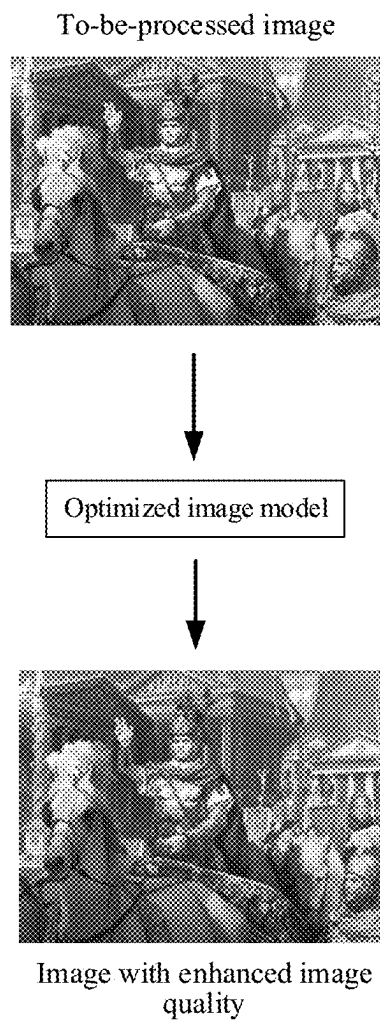 To-be-processed image
Optimized image model
Image with enhanced image
quality